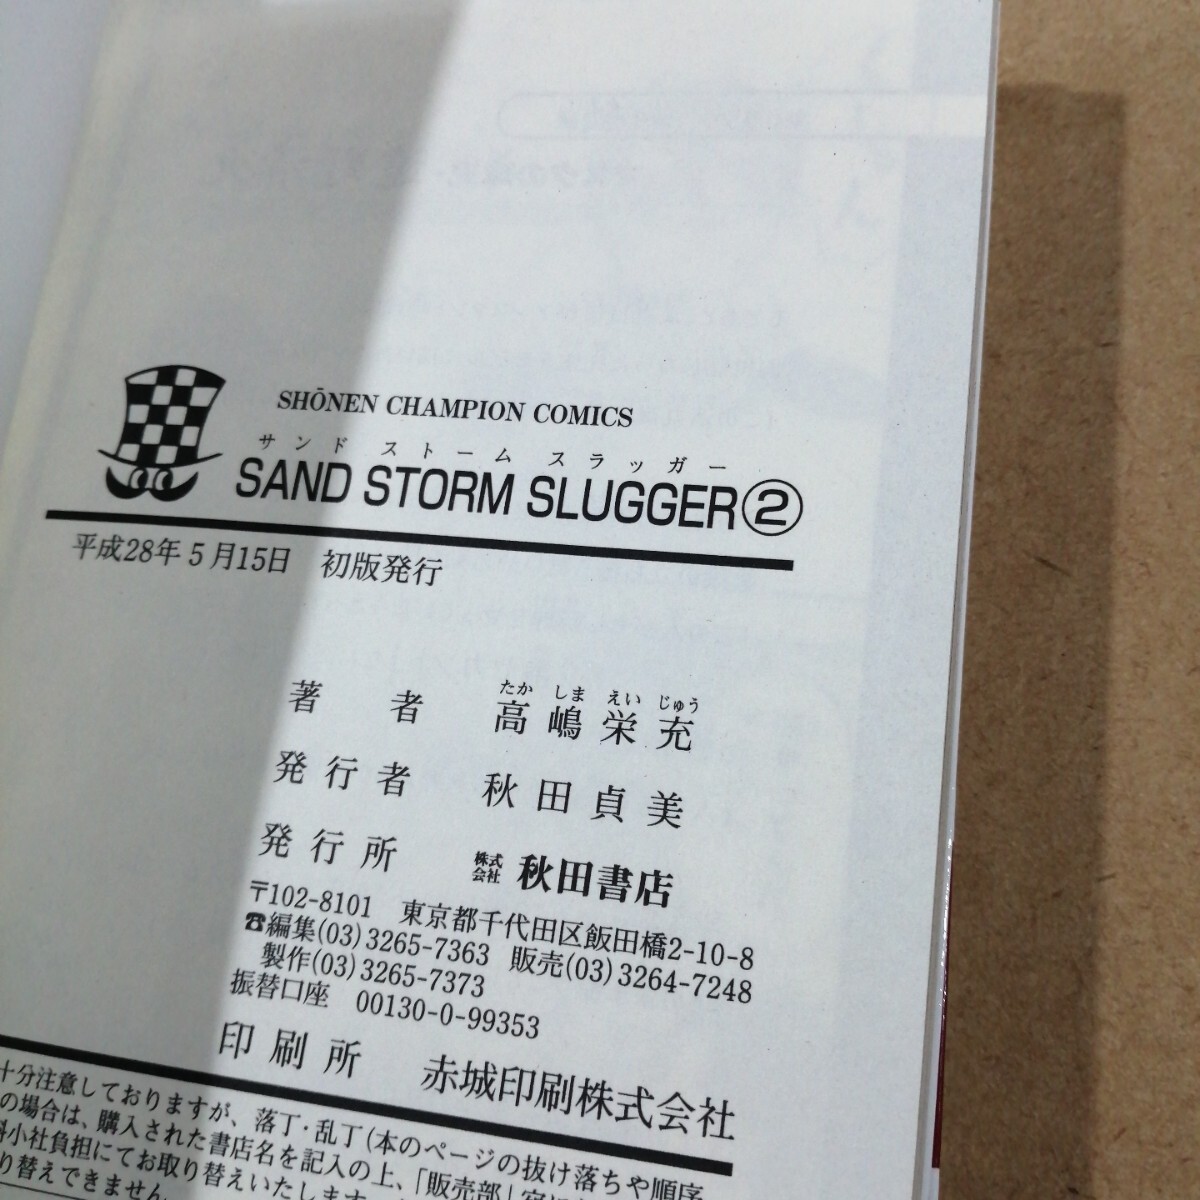 SHŌNEN CHAMPION COMICS
サンド ストーム スラッガー
SAND STORM SLUGGER②
平成28年5月15日 初版発行
たか しま えい じゅう
著者 高嶋栄充
発行者 秋田貞美
発行所 株式会社 秋田書店
〒102-8101 東京都千代田区飯田橋2-10-8
☎編集(03)3265-7363 販売(03)3264-7248
製作(03)3265-7373
振替口座 00130-0-99353
印刷所 赤城印刷株式会社
十分注意しておりますが、落丁・乱丁(本のページの抜け落ちや順序
の場合は、購入された書店名を記入の上、「販売部」宛に
小社負担にてお取り替えいたします
り替えできません